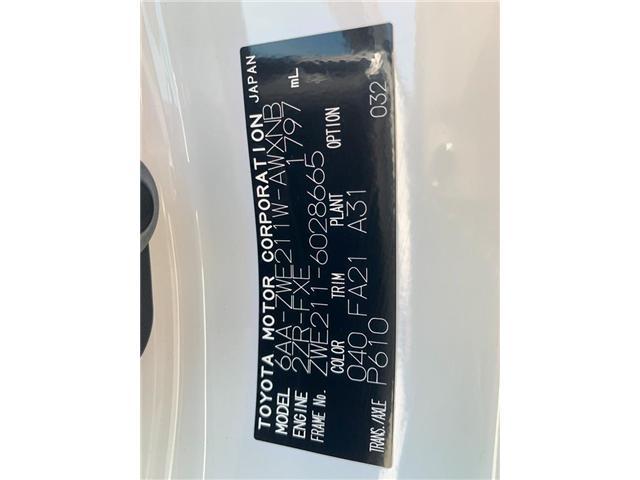 TOYOTA MOTOR CORPORATION JAPAN
MODEL 6AA-ZWE211W-AWXNB
ENGINE 2ZR-FXE 1797 mL
FRAME No. ZWE211-6028665
COLOR TRIM PLANT OPTION
040 FA21 A31
TRANS./AXLE P610 032